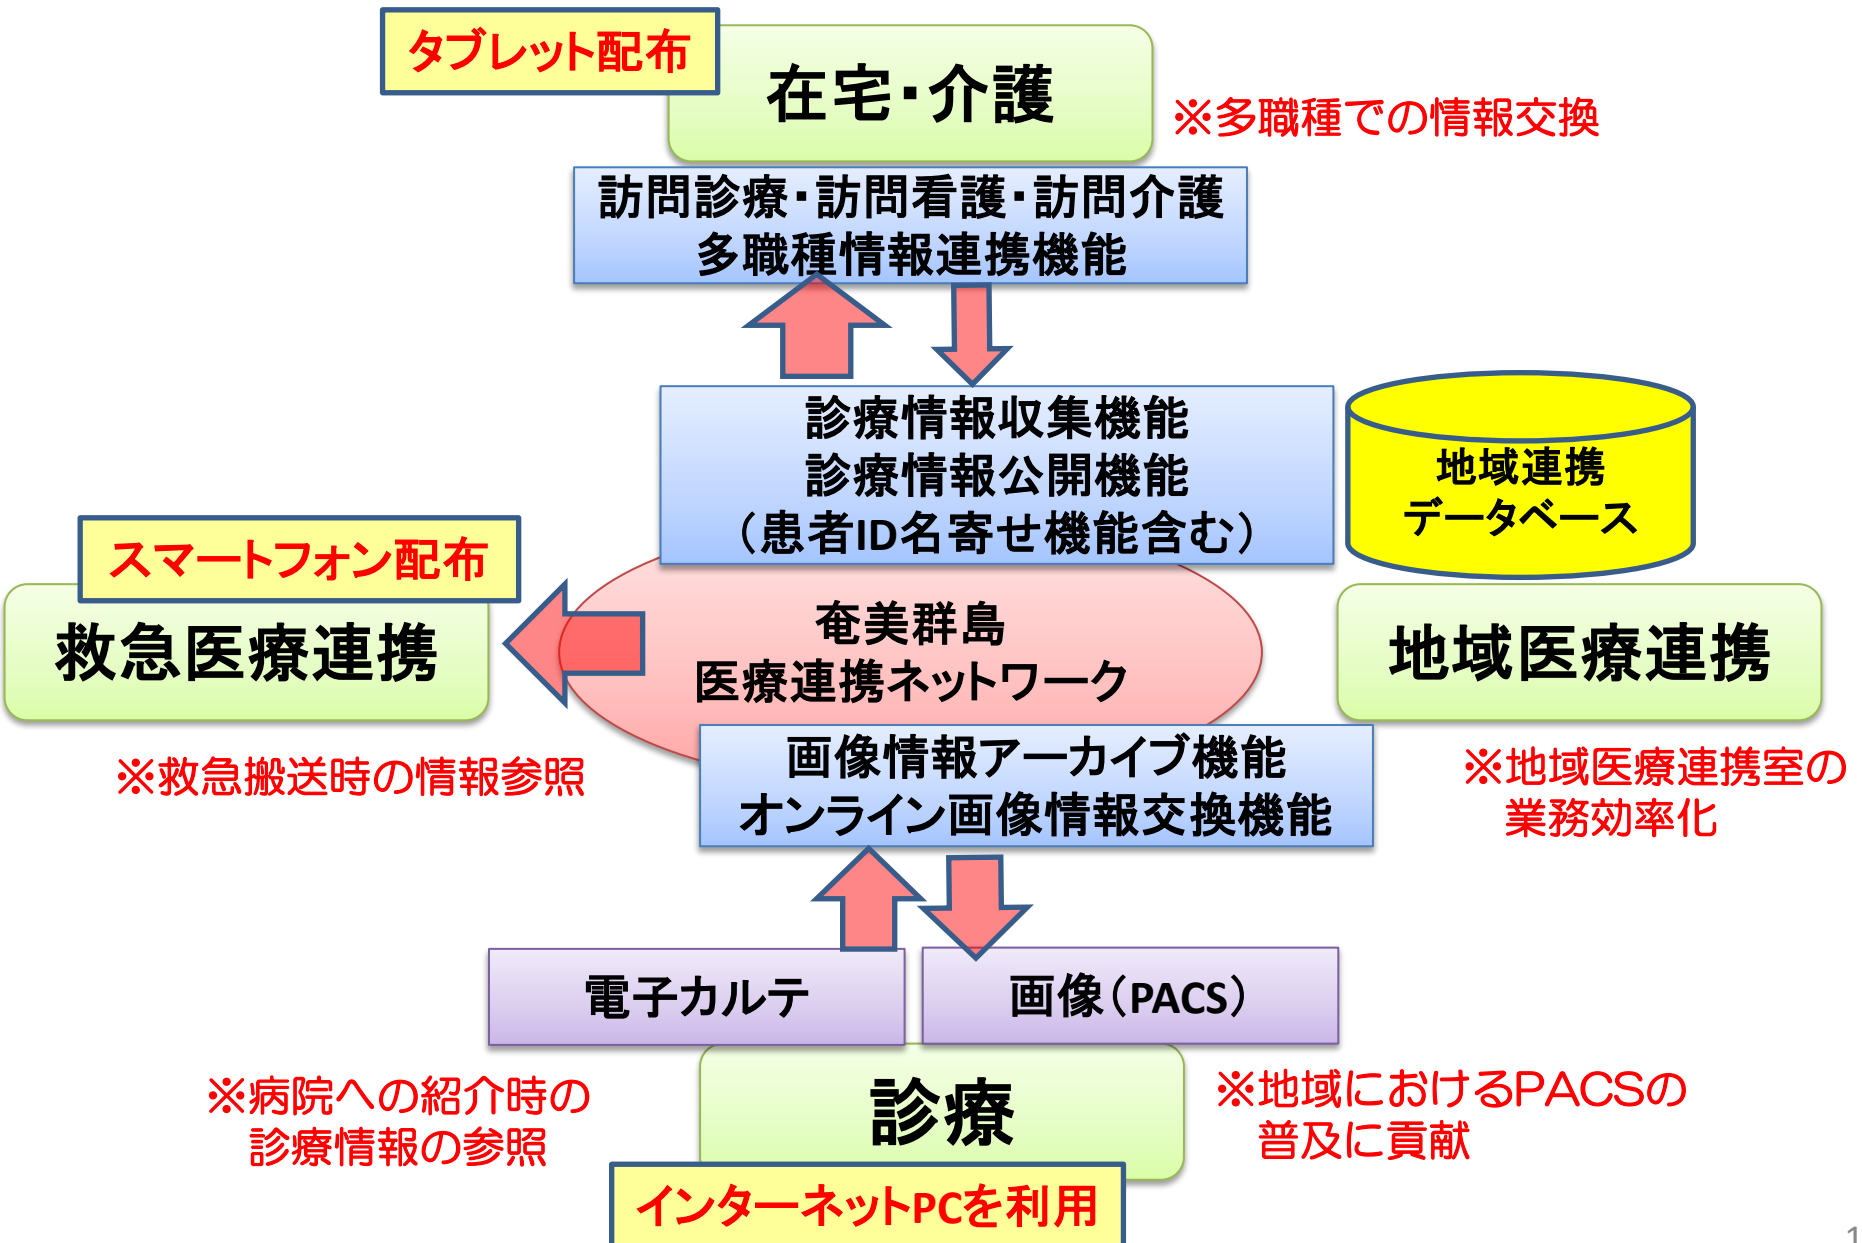 タブレット配布
在宅・介護
※多職種での情報交換
訪問診療・訪問看護・訪問介護
多職種情報連携機能
診療情報収集機能
診療情報公開機能
（患者ID名寄せ機能含む）
地域連携
データベース
スマートフォン配布
救急医療連携
奄美群島
医療連携ネットワーク
地域医療連携
※救急搬送時の情報参照
画像情報アーカイブ機能
オンライン画像情報交換機能
※地域医療連携室の
業務効率化
電子カルテ
画像（PACS）
※病院への紹介時の
診療情報の参照
診療
※地域におけるPACSの
普及に貢献
インターネットPCを利用
1